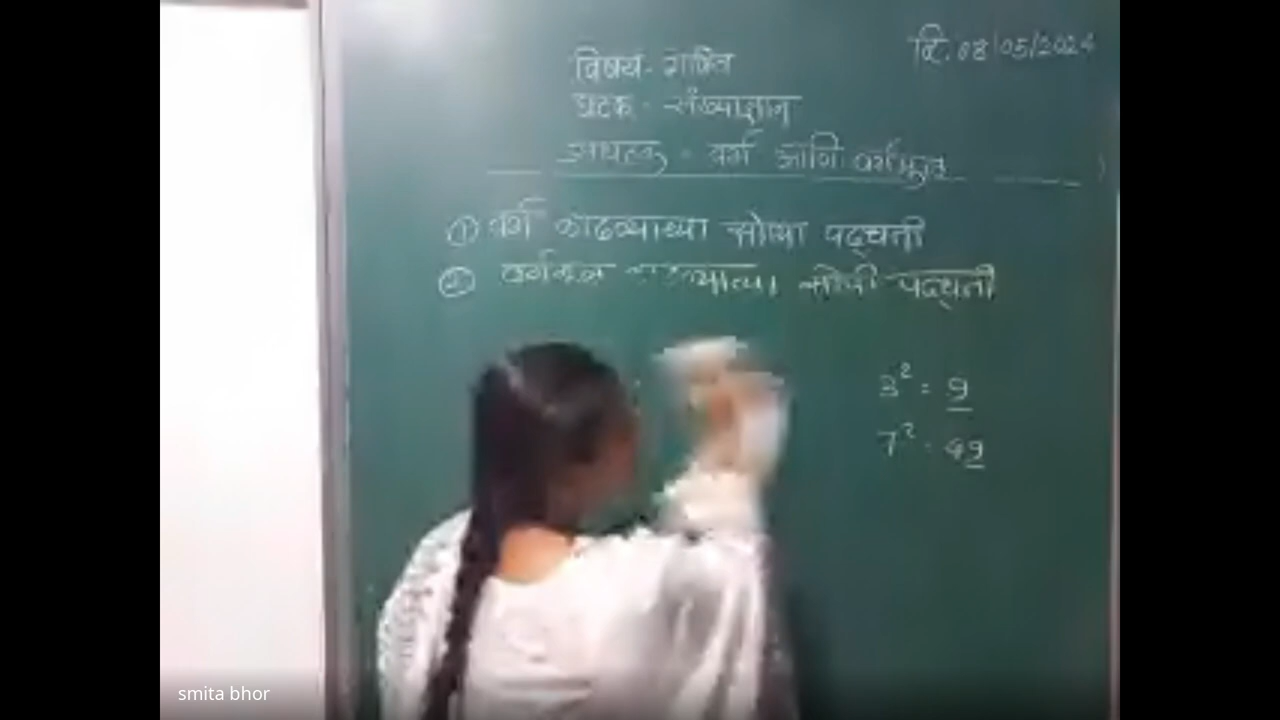 दि. 08/05/2024
विषय - गणित
घटक - संख्याज्ञान
उपघटक - वर्ग आणि वर्गमूळ
① वर्ग काढण्याच्या सोप्या पद्धती
② वर्गमूळ सोपी पद्धती
3² = 9
7² = 49
smita bhor